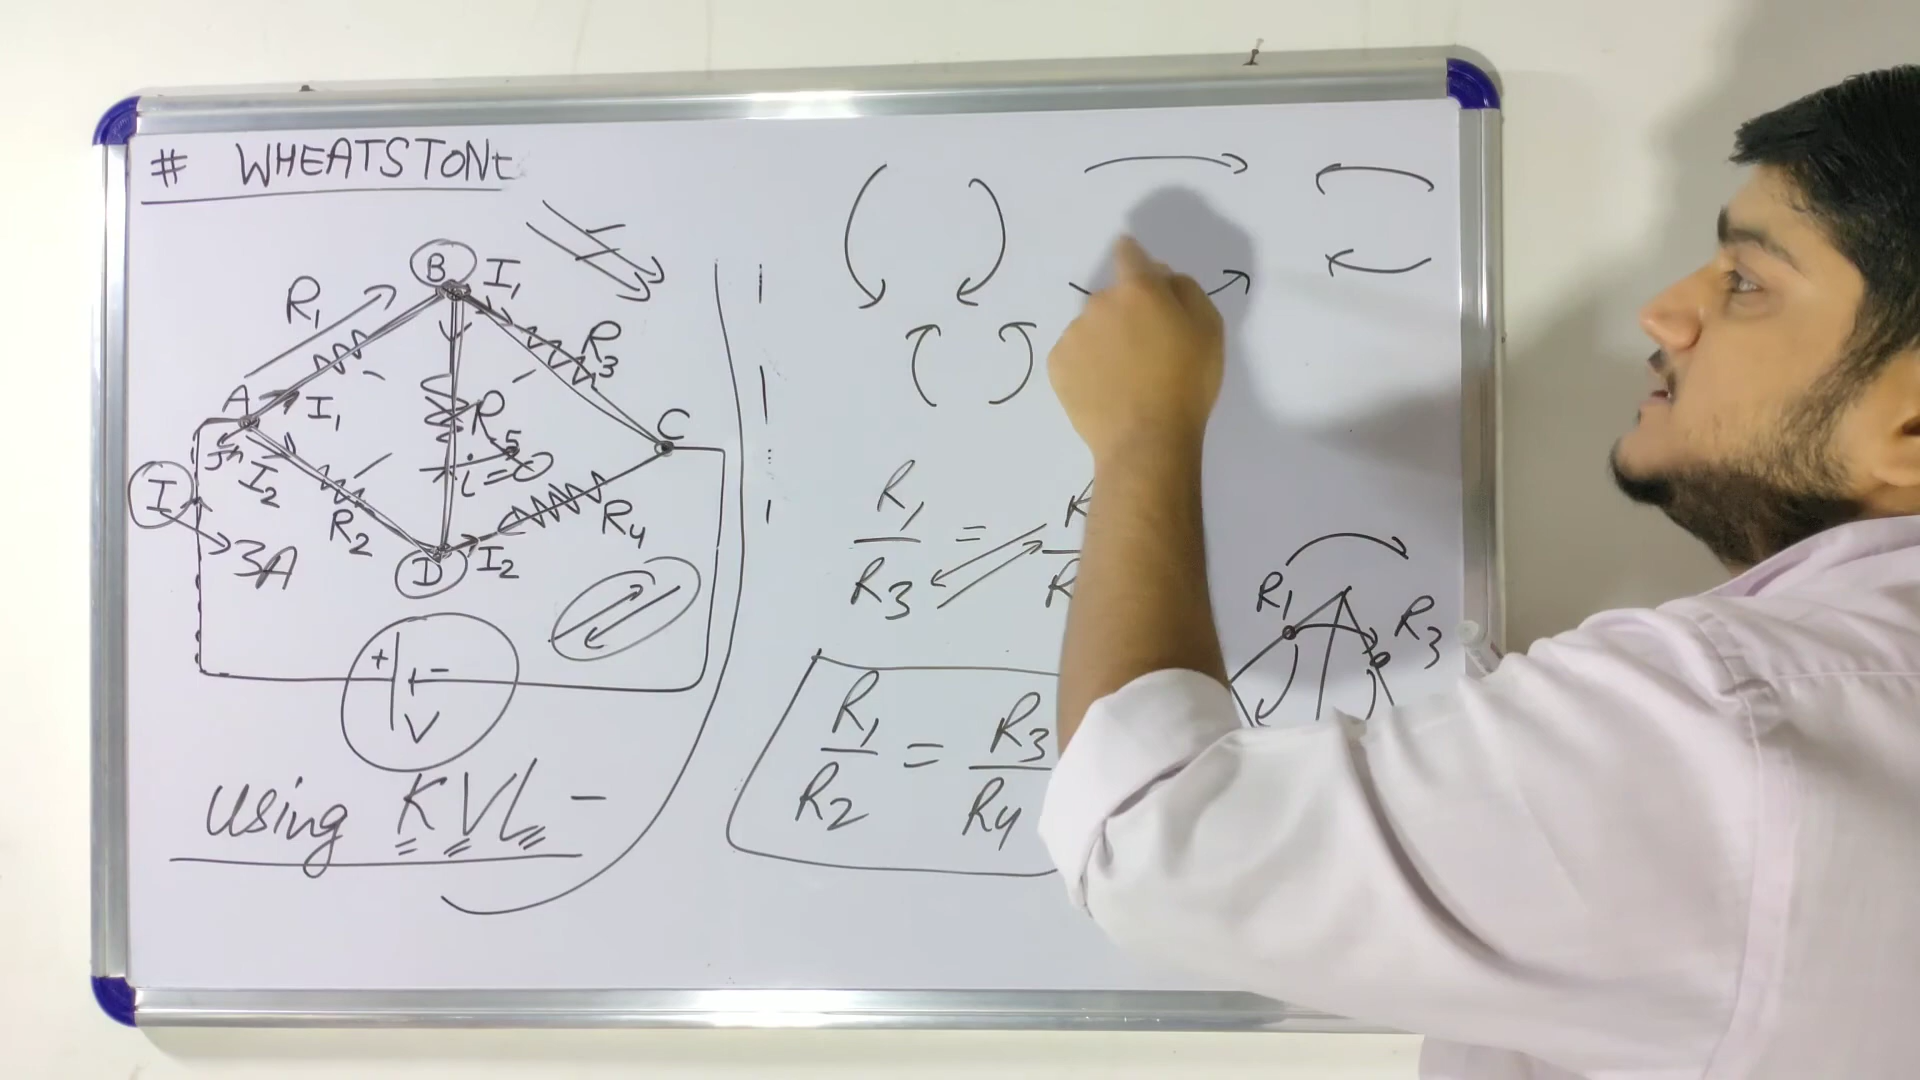 # WHEATSTONE
B I₁
R₁
R₃
A I₁
R₅
C
I₂
i=0
I
R₂
R₄
3A
D I₂
+ -
V
Using KVL -
R₁ =
R₃
R₁ = R₃
R₂ R₄
R₁
R₃